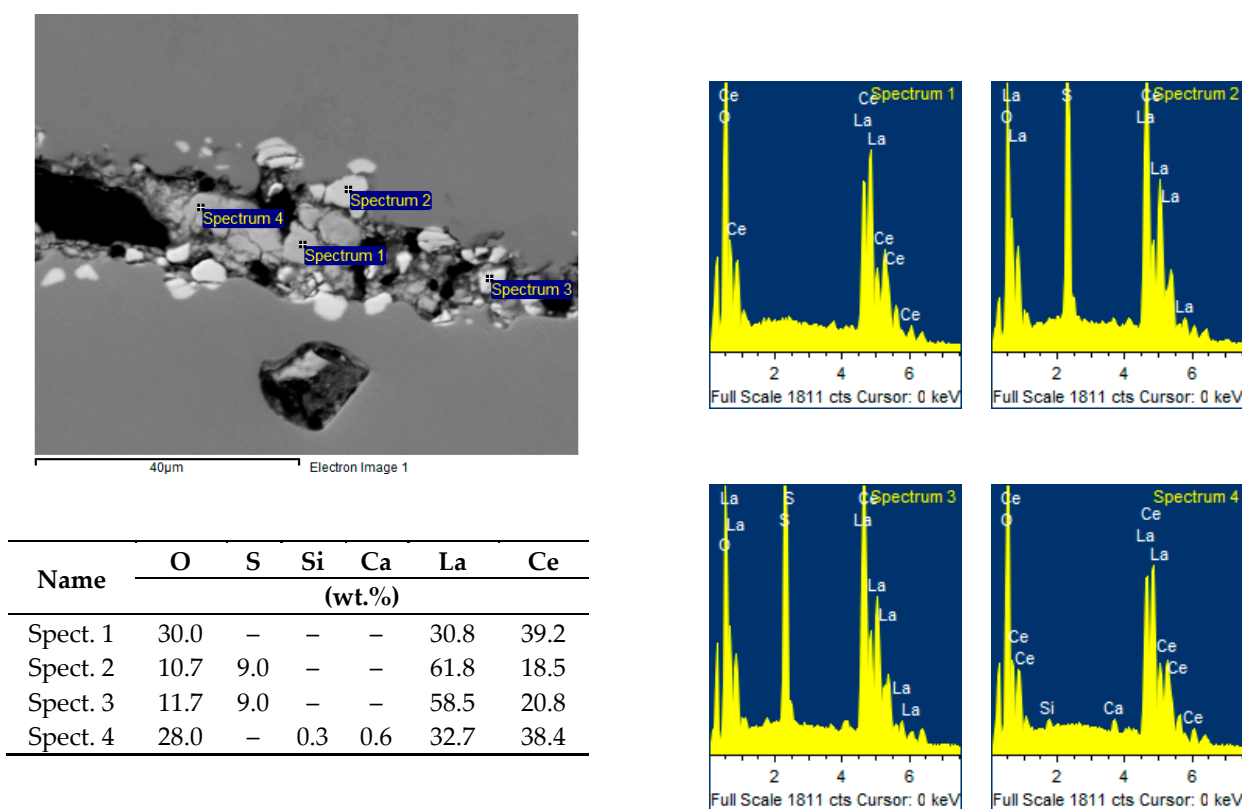 Spectrum 2
Spectrum 4
Spectrum 1
Spectrum 3
40µm Electron Image 1
Name O S Si Ca La Ce
(wt.%)
Spect. 1 30.0 – – – 30.8 39.2
Spect. 2 10.7 9.0 – – 61.8 18.5
Spect. 3 11.7 9.0 – – 58.5 20.8
Spect. 4 28.0 – 0.3 0.6 32.7 38.4
Spectrum 1
Ce Ce
O La
La
Ce Ce
Ce
Ce
2 4 6
Full Scale 1811 cts Cursor: 0 keV
Spectrum 2
La S Ce
O La
La
La
La
La
2 4 6
Full Scale 1811 cts Cursor: 0 keV
Spectrum 3
La S Ce
La S La
O
La
La
La
La
2 4 6
Full Scale 1811 cts Cursor: 0 keV
Spectrum 4
Ce
O Ce
La
La
Ce Ce
Ce Ce
Si Ca Ce
2 4 6
Full Scale 1811 cts Cursor: 0 keV